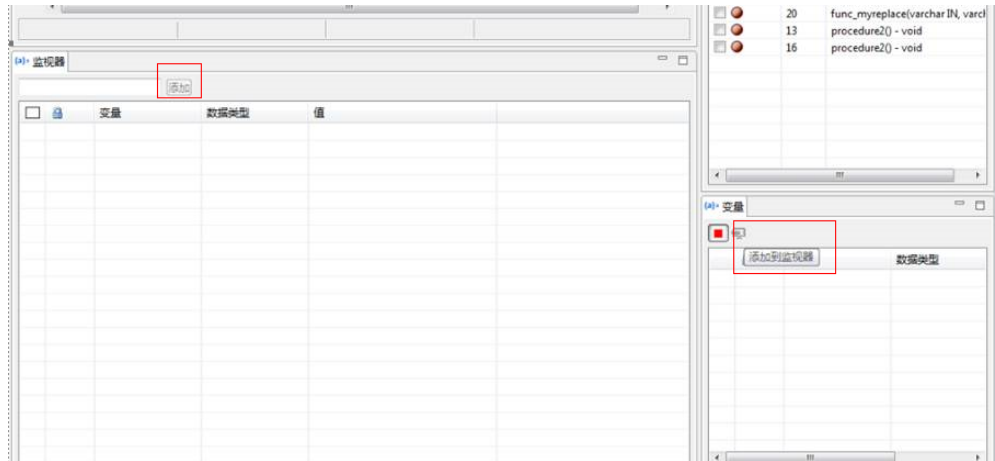 20 func_myreplace(varchar IN, varch
13 procedure2() - void
16 procedure2() - void
监视器
添加
变量 数据类型 值
变量
添加到监视器
数据类型